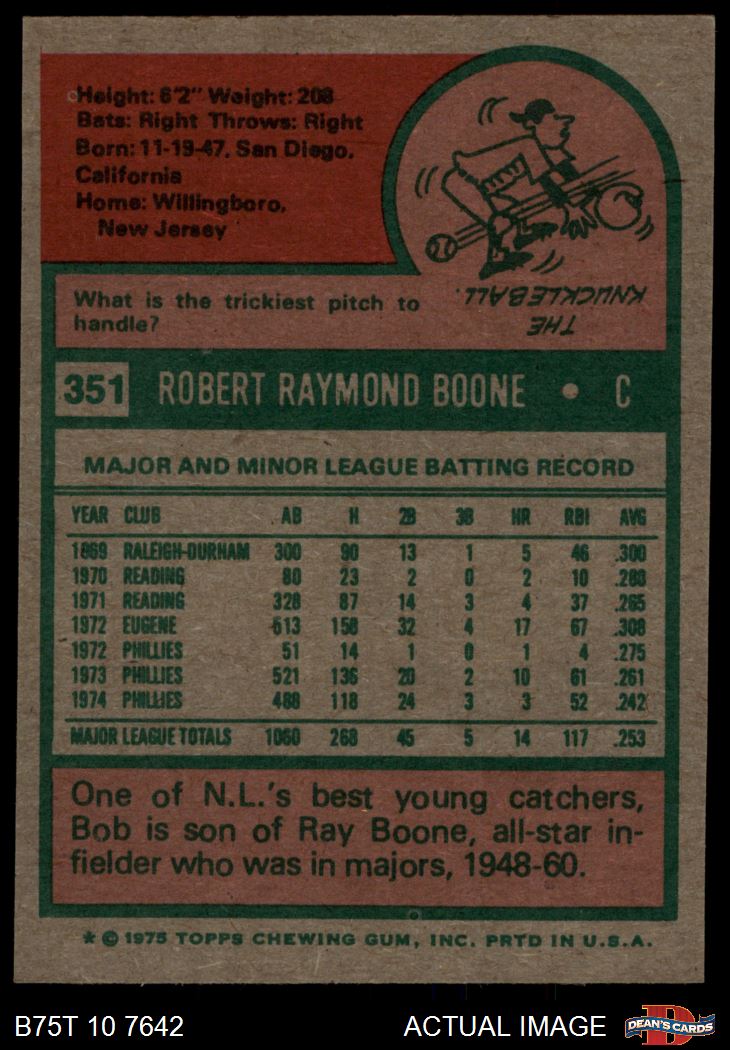 Height: 6'2" Weight: 208
Bats: Right Throws: Right
Born: 11-19-47, San Diego,
California
Home: Willingboro,
New Jersey
What is the trickiest pitch to
handle?
THE
KNUCKLEBALL.
351 ROBERT RAYMOND BOONE • C
MAJOR AND MINOR LEAGUE BATTING RECORD
YEAR CLUB AB H 2B 3B HR RBI AVG
1969 RALEIGH-DURHAM 300 90 13 1 5 46 .300
1970 READING 80 23 2 0 2 10 .288
1971 READING 328 87 14 3 4 37 .265
1972 EUGENE 513 158 32 4 17 67 .308
1972 PHILLIES 51 14 1 0 1 4 .275
1973 PHILLIES 521 136 20 2 10 61 .261
1974 PHILLIES 488 118 24 3 3 52 .242
MAJOR LEAGUE TOTALS 1060 268 45 5 14 117 .253
One of N.L.'s best young catchers,
Bob is son of Ray Boone, all-star in-
fielder who was in majors, 1948-60.
* © 1975 TOPPS CHEWING GUM, INC. PRTD IN U.S.A.
B75T 10 7642 ACTUAL IMAGE
D
DEAN'S CARDS